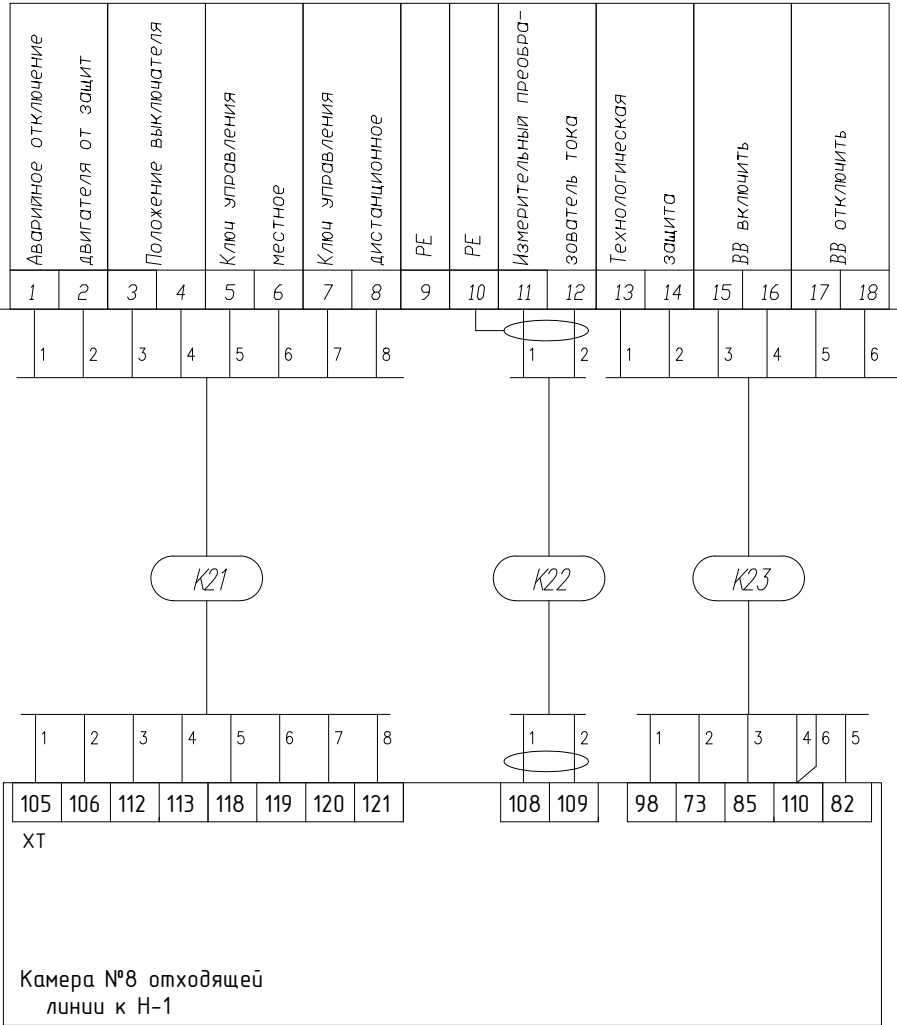 Аварийное отключение
двигателя от защит
Положение выключателя
Ключ управления
местное
Ключ управления
дистанционное
PE
PE
Измерительный преобра-
зователь тока
Технологическая
защита
ВВ включить
ВВ отключить
1 2 3 4 5 6 7 8 9 10 11 12 13 14 15 16 17 18
1 2 3 4 5 6 7 8 1 2 1 2 3 4 5 6
К21 К22 К23
1 2 3 4 5 6 7 8 1 2 1 2 3 4 6 5
105 106 112 113 118 119 120 121 108 109 98 73 85 110 82
XT
Камера №8 отходящей
линии к Н-1